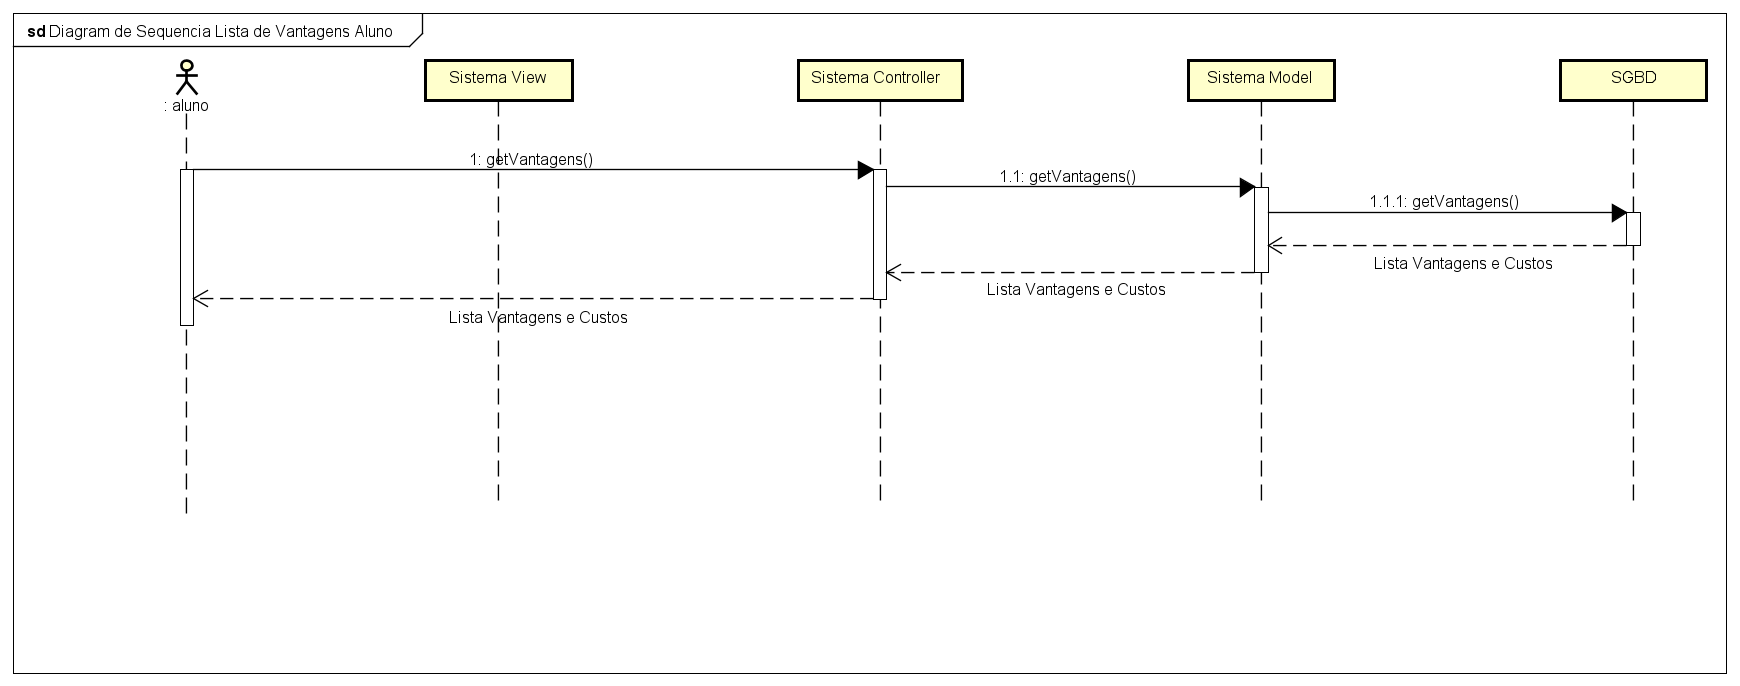 sd Diagram de Sequencia Lista de Vantagens Aluno
: aluno
Sistema View
Sistema Controller
Sistema Model
SGBD
1: getVantagens()
1.1: getVantagens()
1.1.1: getVantagens()
Lista Vantagens e Custos
Lista Vantagens e Custos
Lista Vantagens e Custos